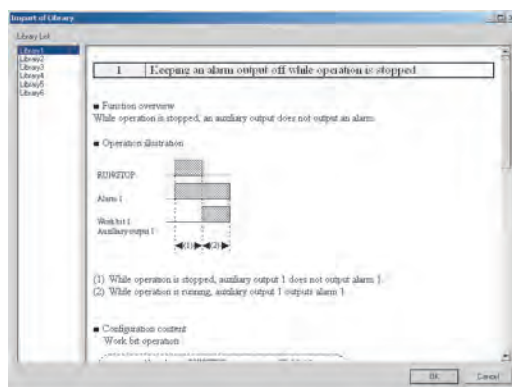 Import of Library
Library List
Library1
Library2
Library3
Library4
Library5
Library6
1 Keeping an alarm output off while operation is stopped
■ Function overview
While operation is stopped, an auxiliary output does not output an alarm.
■ Operation illustration
RUN/STOP
Alarm 1
Work bit 1
Auxiliary output 1
(1) (2)
(1) While operation is stopped, auxiliary output 1 does not output alarm 1.
(2) While operation is running, auxiliary output 1 outputs alarm 1.
■ Configuration content
Work bit operation
OK Cancel